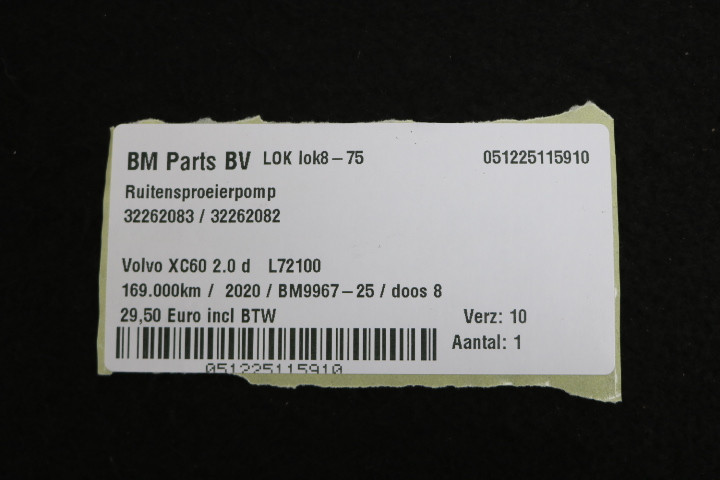 BM Parts BV LOK lok8-75 051225115910
Ruitensproeierpomp
32262083 / 32262082
Volvo XC60 2.0 d L72100
169.000km / 2020 / BM9967-25 / doos 8
29,50 Euro incl BTW Verz: 10
Aantal: 1
051225115910